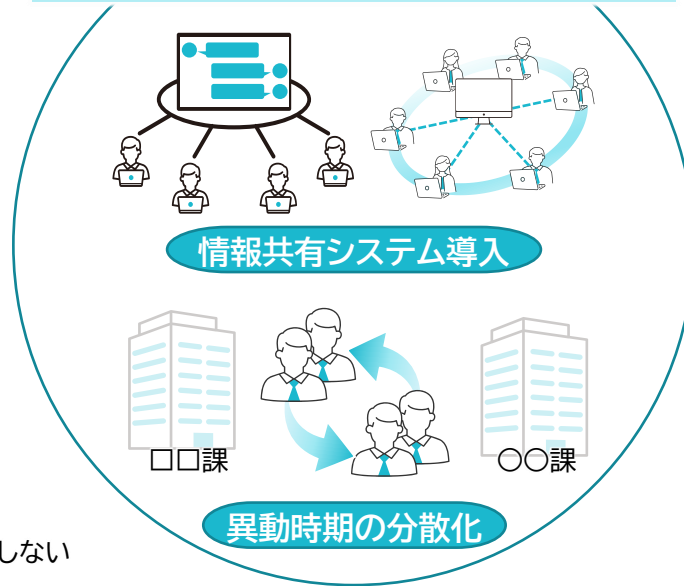 情報共有システム導入
□□課
○○課
異動時期の分散化
しない